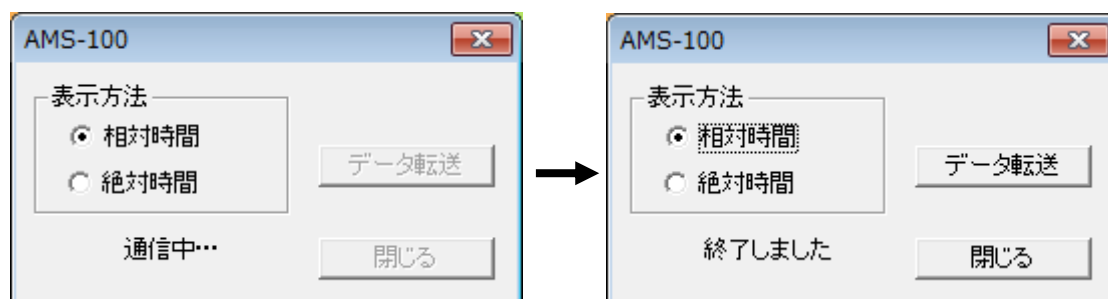 AMS-100
表示方法
相対時間
絶対時間
データ転送
通信中…
閉じる
AMS-100
表示方法
相対時間
絶対時間
データ転送
終了しました
閉じる